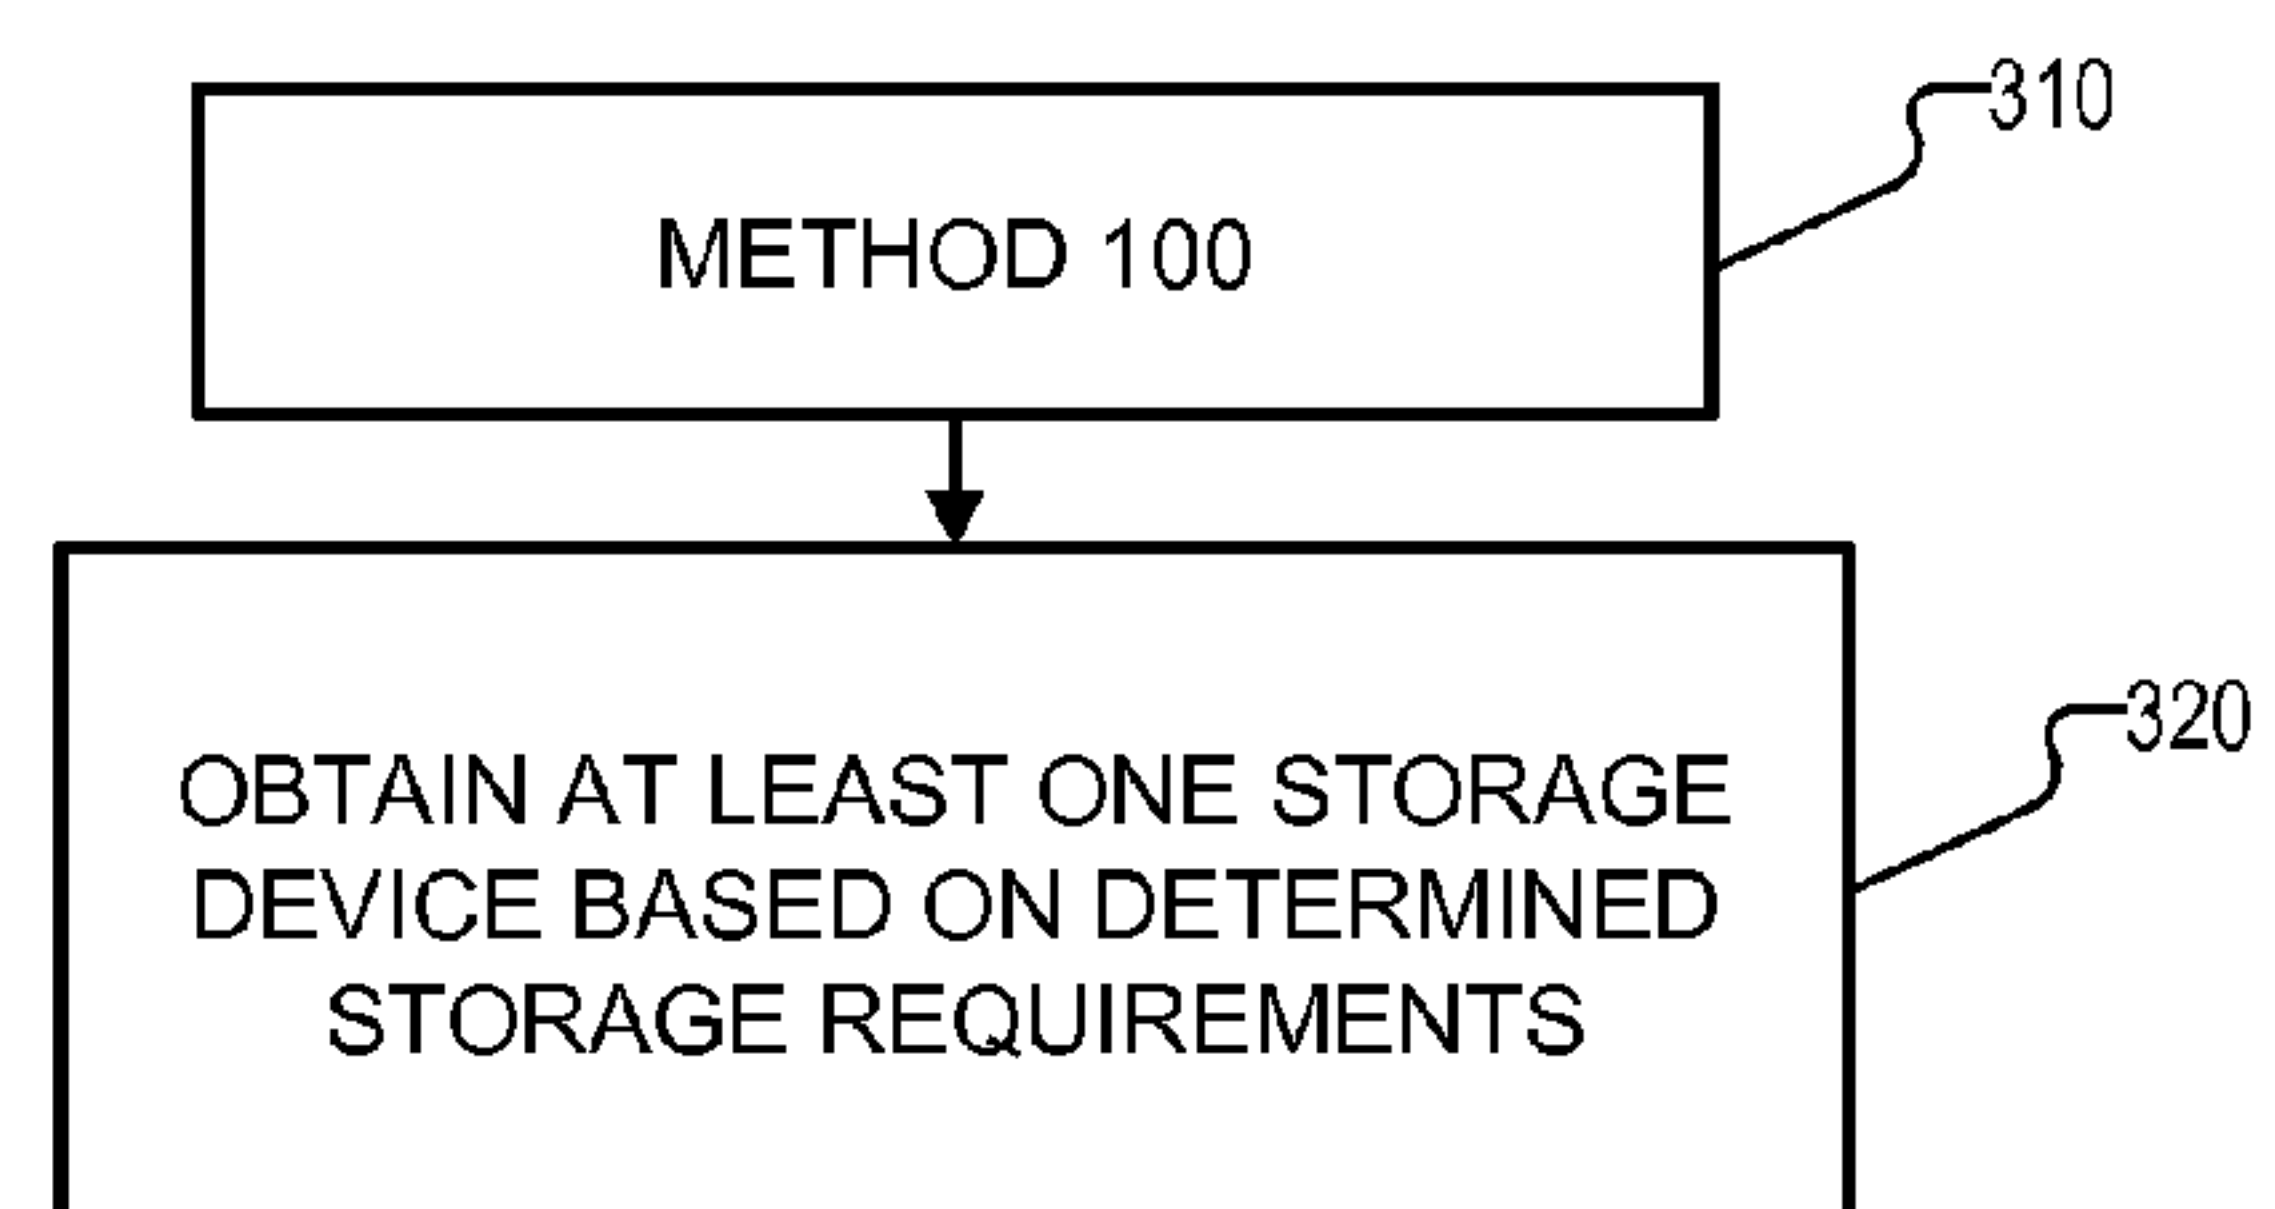 310
METHOD 100
320
OBTAIN AT LEAST ONE STORAGE
DEVICE BASED ON DETERMINED
STORAGE REQUIREMENTS